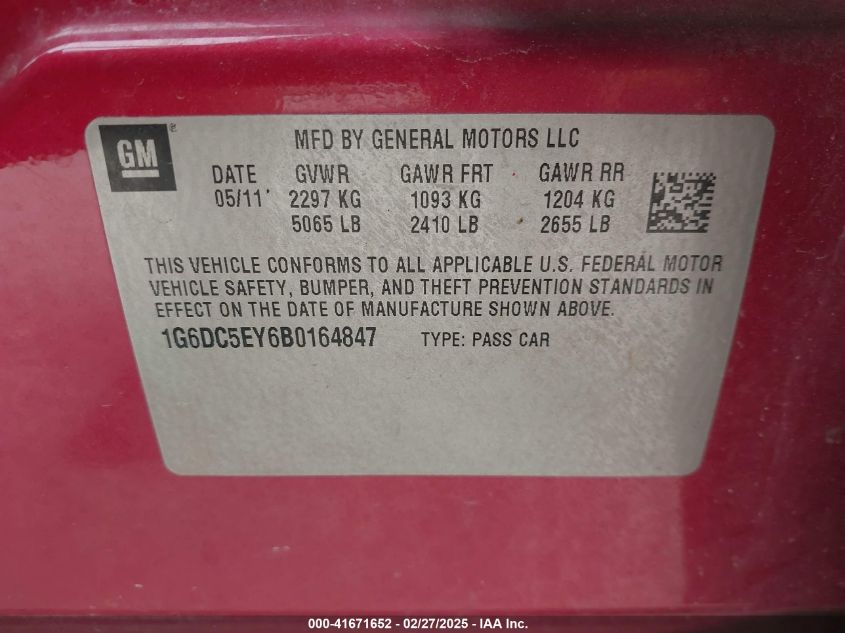 GM®
MFD BY GENERAL MOTORS LLC
DATE GVWR GAWR FRT GAWR RR
05/11 2297 KG 1093 KG 1204 KG
5065 LB 2410 LB 2655 LB
THIS VEHICLE CONFORMS TO ALL APPLICABLE U.S. FEDERAL MOTOR
VEHICLE SAFETY, BUMPER, AND THEFT PREVENTION STANDARDS IN
EFFECT ON THE DATE OF MANUFACTURE SHOWN ABOVE.
1G6DC5EY6B0164847 TYPE: PASS CAR
000-41671652 / 02/27/2025 - IAA Inc.